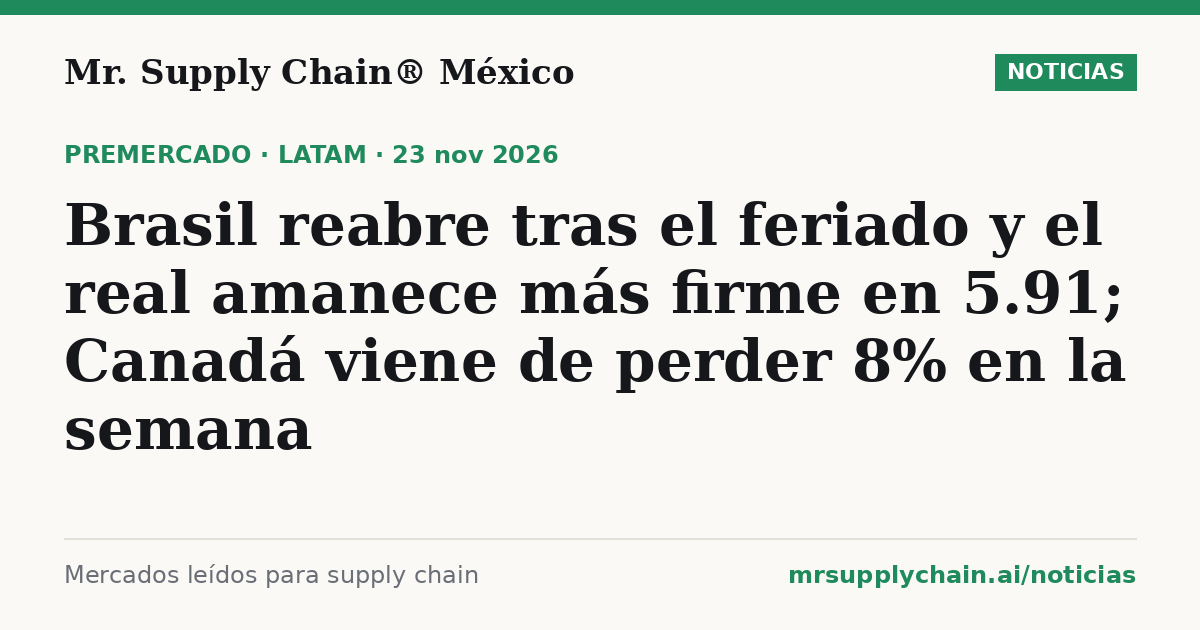 Mr. Supply Chain® México
NOTICIAS
PREMERCADO · LATAM · 23 nov 2026
Brasil reabre tras el feriado y el
real amanece más firme en 5.91;
Canadá viene de perder 8% en la
semana
Mercados leídos para supply chain
mrsupplychain.ai/noticias